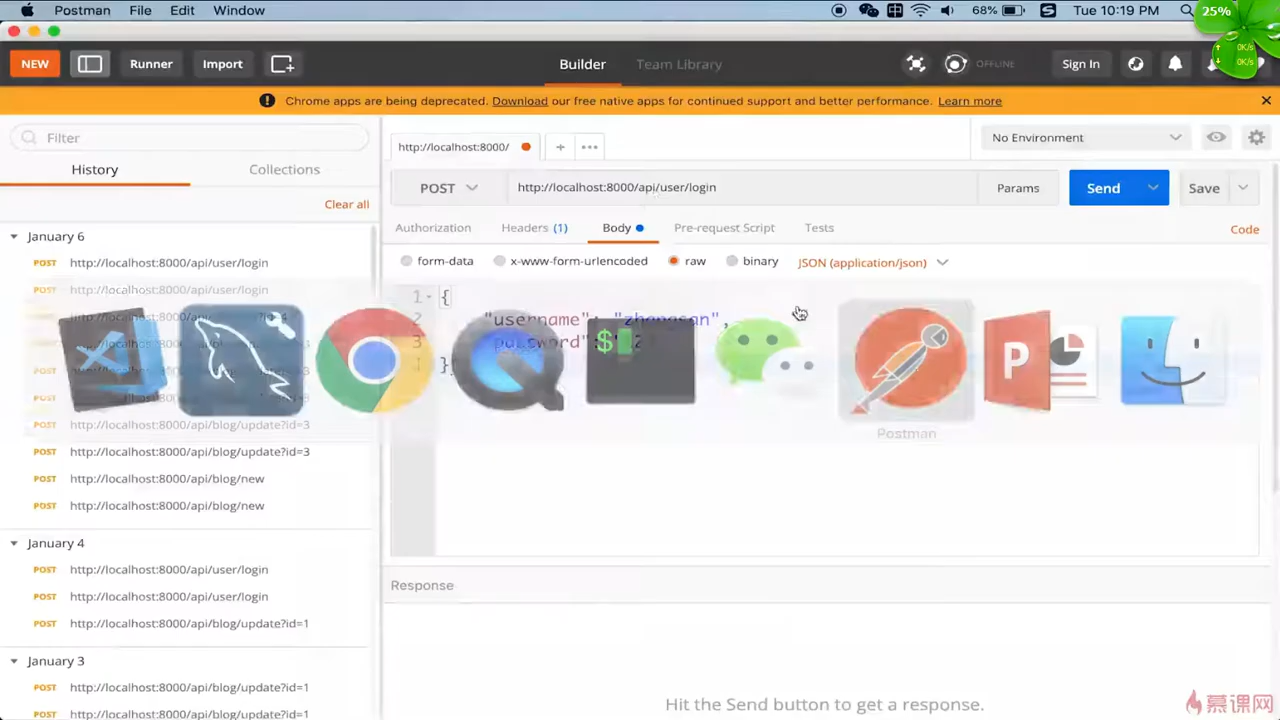 Postman File Edit Window 68% Tue 10:19 PM 25%
0K/s
0K/s
NEW Runner Import Builder Team Library OFFLINE Sign In
Chrome apps are being deprecated. Download our free native apps for continued support and better performance. Learn more
Filter
History Collections
Clear all
January 6
POST http://localhost:8000/api/user/login
POST http://localhost:8000/api/user/login
http://localhost:8000/api/blog/update?id=3
POST http://localhost:8000/api/blog/update?id=3
POST http://localhost:8000/api/blog/new
POST http://localhost:8000/api/blog/new
January 4
POST http://localhost:8000/api/user/login
POST http://localhost:8000/api/user/login
POST http://localhost:8000/api/blog/update?id=1
January 3
POST http://localhost:8000/api/blog/update?id=1
POST http://localhost:8000/api/blog/update?id=1
http://localhost:8000/
No Environment
POST http://localhost:8000/api/user/login Params Send Save
Authorization Headers (1) Body Pre-request Script Tests Code
form-data x-www-form-urlencoded raw binary JSON (application/json)
1 {
2 "username": "zhangsan",
3
}
$
P
Postman
Response
Hit the Send button to get a response.
慕课网